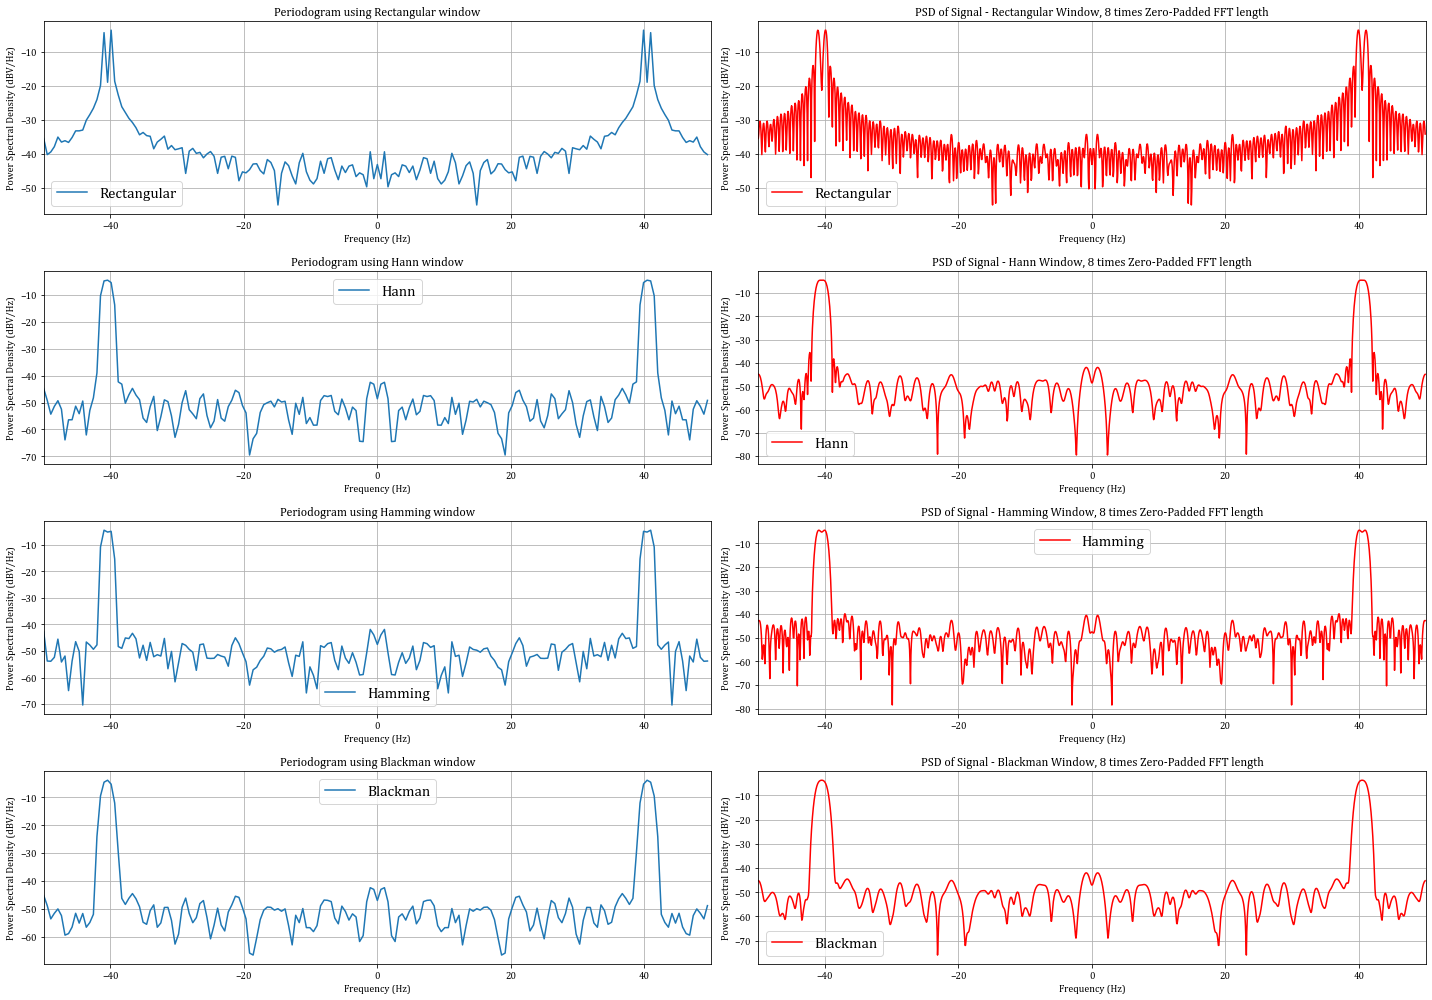 Periodogram using Rectangular window
Power Spectral Density (dBV/Hz)
−10
−20
−30
−40
−50
Rectangular
−40
−20
0
20
40
Frequency (Hz)
PSD of Signal - Rectangular Window, 8 times Zero-Padded FFT length
Power Spectral Density (dBV/Hz)
−10
−20
−30
−40
−50
Rectangular
−40
−20
0
20
40
Frequency (Hz)
Periodogram using Hann window
Power Spectral Density (dBV/Hz)
Hann
−10
−20
−30
−40
−50
−60
−70
−40
−20
0
20
40
Frequency (Hz)
PSD of Signal - Hann Window, 8 times Zero-Padded FFT length
Power Spectral Density (dBV/Hz)
−10
−20
−30
−40
−50
−60
−70
−80
Hann
−40
−20
0
20
40
Frequency (Hz)
Periodogram using Hamming window
Power Spectral Density (dBV/Hz)
−10
−20
−30
−40
−50
−60
−70
Hamming
−40
−20
0
20
40
Frequency (Hz)
PSD of Signal - Hamming Window, 8 times Zero-Padded FFT length
Power Spectral Density (dBV/Hz)
Hamming
−10
−20
−30
−40
−50
−60
−70
−80
−40
−20
0
20
40
Frequency (Hz)
Periodogram using Blackman window
Power Spectral Density (dBV/Hz)
Blackman
−10
−20
−30
−40
−50
−60
−40
−20
0
20
40
Frequency (Hz)
PSD of Signal - Blackman Window, 8 times Zero-Padded FFT length
Power Spectral Density (dBV/Hz)
−10
−20
−30
−40
−50
−60
−70
Blackman
−40
−20
0
20
40
Frequency (Hz)